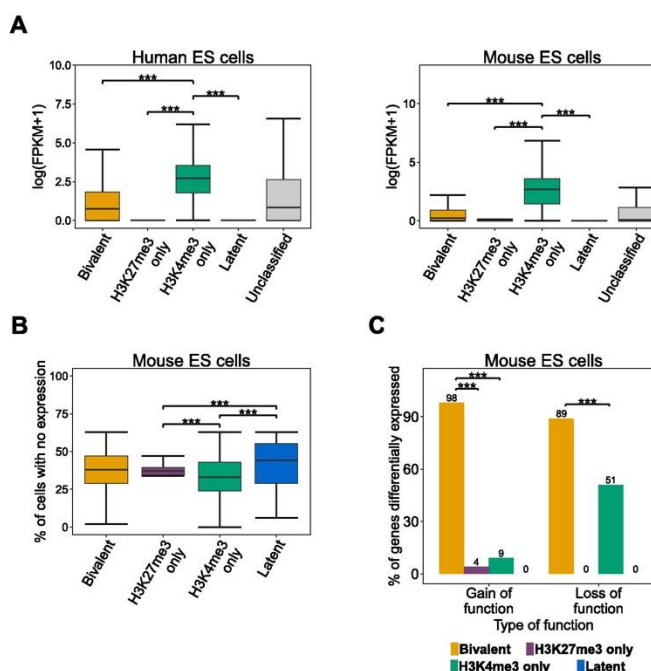 A
Human ES cells
Mouse ES cells
log(FPKM+1)
10.0
7.5
5.0
2.5
0.0
***
***
***
Bivalent
H3K27me3 only
H3K4me3 only
Latent
Unclassified
log(FPKM+1)
10
5
0
***
***
***
Bivalent
H3K27me3 only
H3K4me3 only
Latent
Unclassified
B
Mouse ES cells
% of cells with no expression
100
75
50
25
0
***
***
***
Bivalent
H3K27me3 only
H3K4me3 only
Latent
C
Mouse ES cells
% of genes differentially expressed
90
60
30
0
***
***
***
98
4
9
0
89
0
51
0
Gain of function
Loss of function
Type of function
Bivalent
H3K27me3 only
H3K4me3 only
Latent